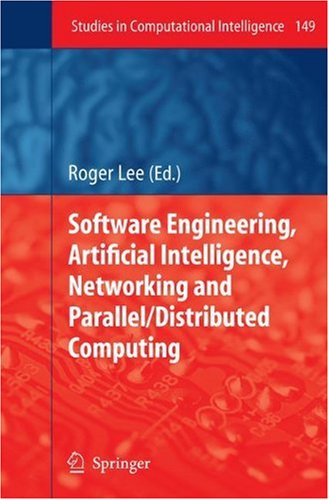 Studies in Computational Intelligence 149
Roger Lee (Ed.)
Software Engineering,
Artificial Intelligence,
Networking and
Parallel/Distributed
Computing
Springer